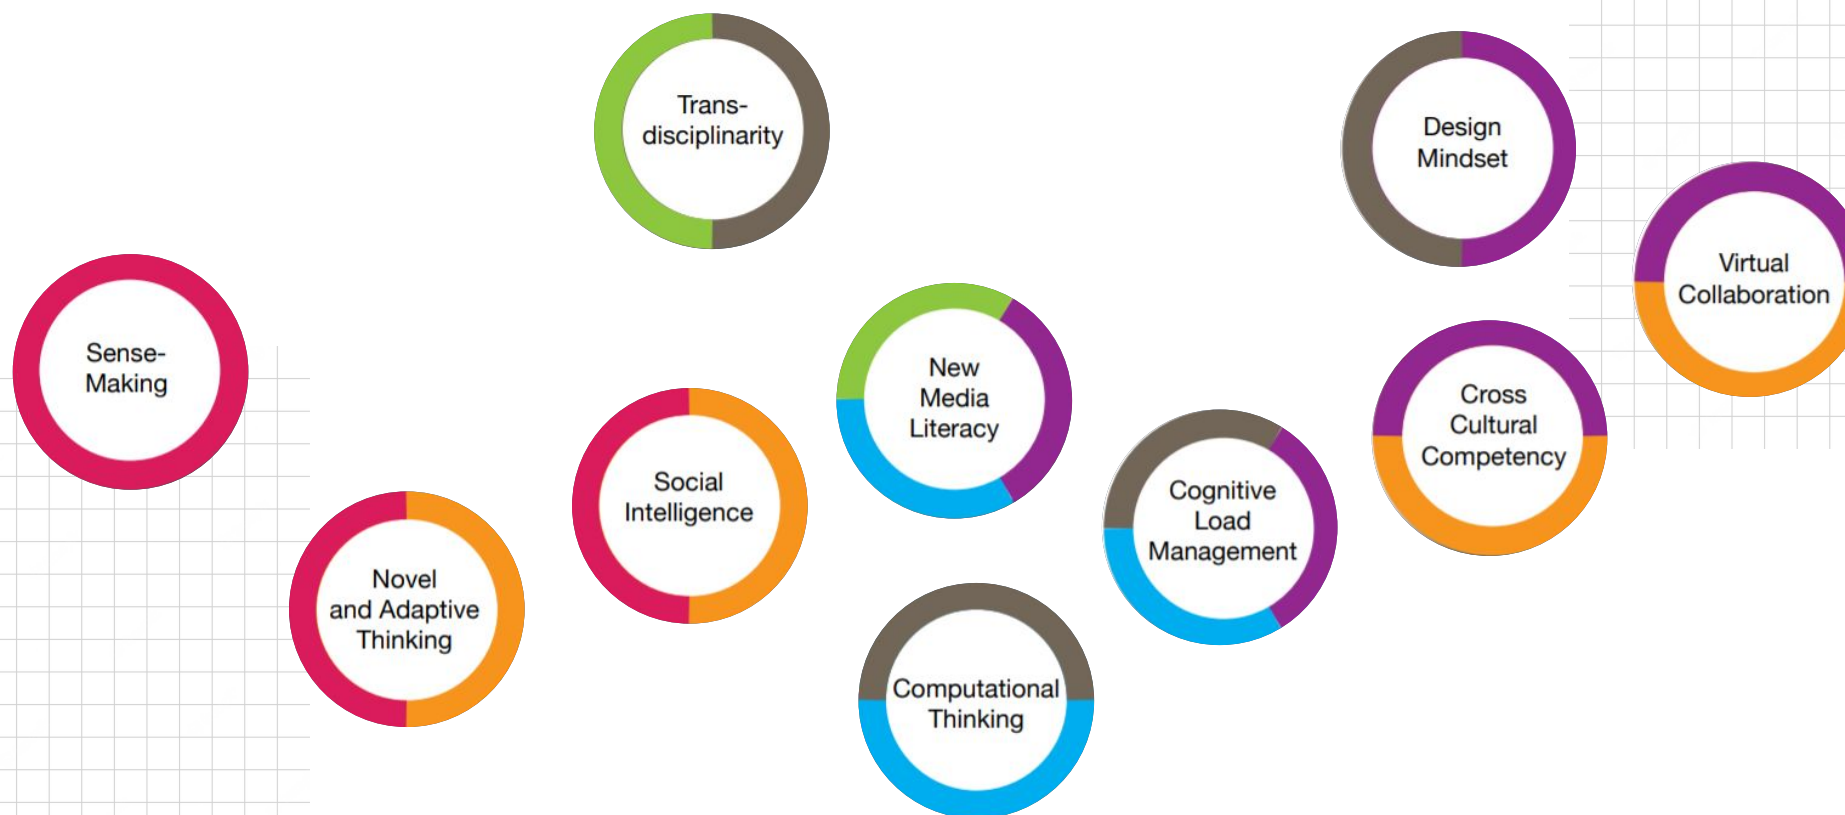 Trans-
disciplinarity
Design
Mindset
Virtual
Collaboration
Sense-
Making
New
Media
Literacy
Cross
Cultural
Competency
Social
Intelligence
Cognitive
Load
Management
Novel
and Adaptive
Thinking
Computational
Thinking